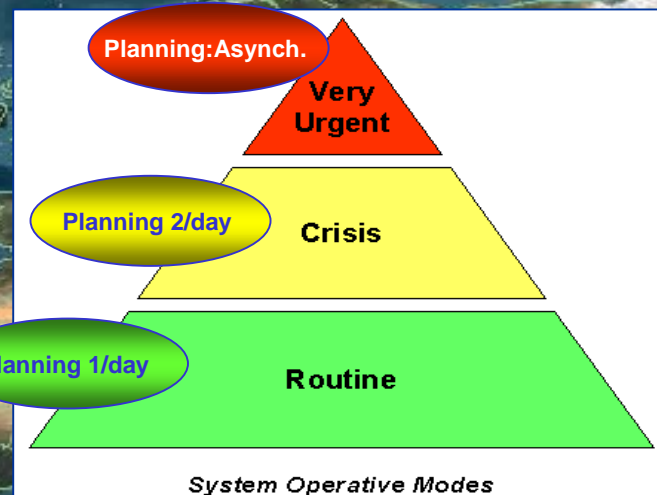 Planning:Asynch.
Very
Urgent
Planning 2/day
Crisis
lanning 1/day
Routine
System Operative Modes